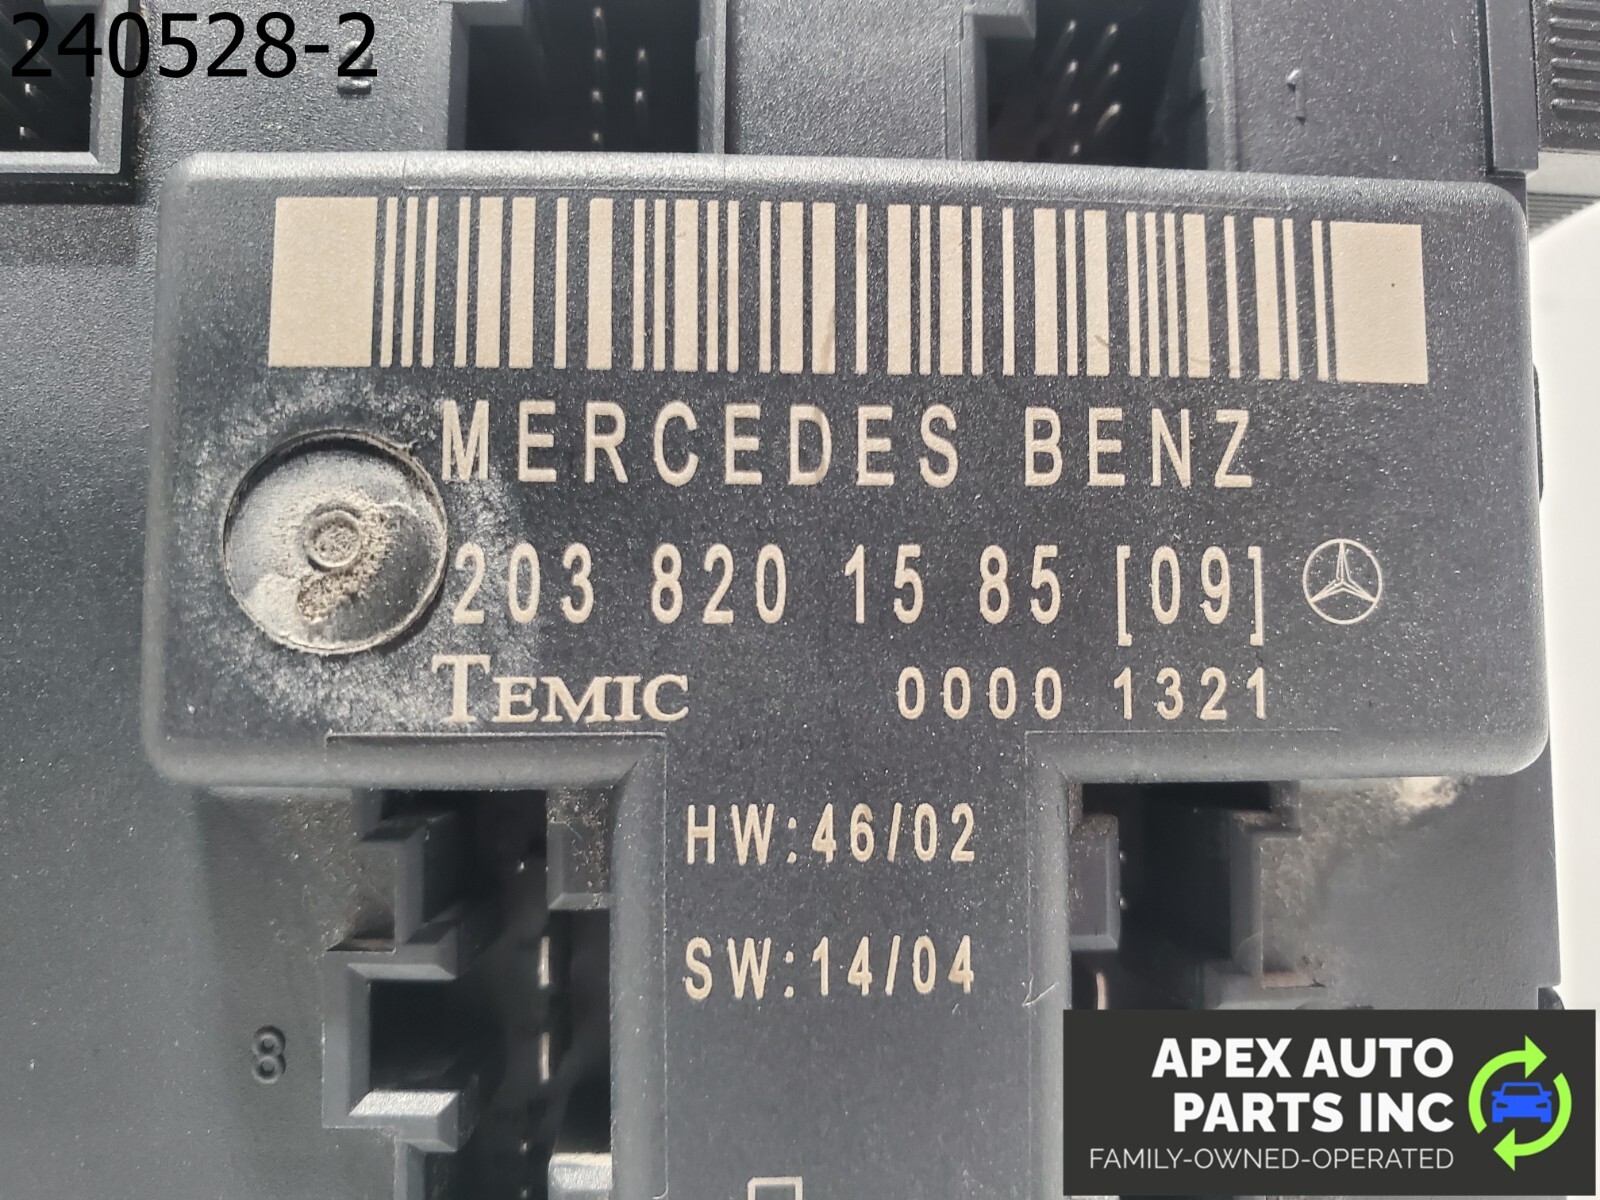 240528-2
1
MERCEDES BENZ
203 820 15 85 [09]
TEMIC 0000 1321
HW:46/02
SW:14/04
8
APEX AUTO
PARTS INC
FAMILY-OWNED-OPERATED